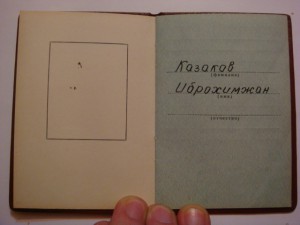 Казаков
(фамилия)
Иброхимжан
(имя)
(отчество)